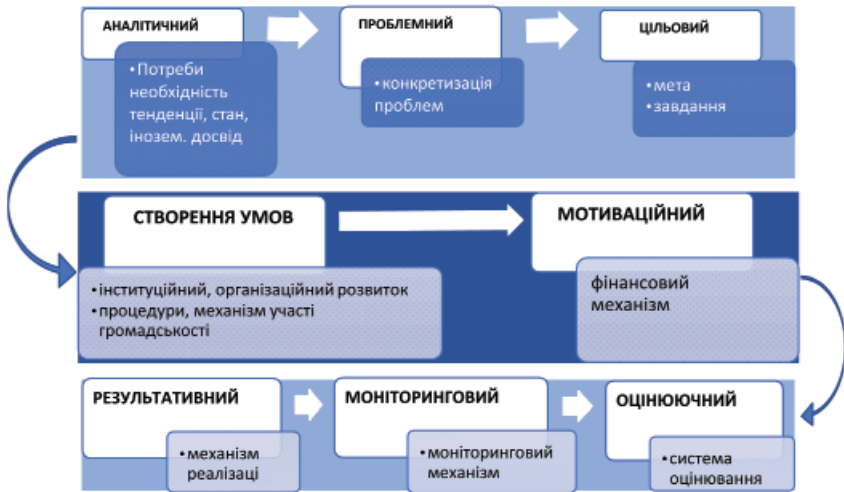 АНАЛІТИЧНИЙ
•Потреби
необхідність
тенденції, стан,
інозем. досвід
ПРОБЛЕМНИЙ
•конкретизація
проблем
ЦІЛЬОВИЙ
•мета
•завдання
СТВОРЕННЯ УМОВ
•інституційний, організаційний розвиток
•процедури, механізм участі
громадськості
МОТИВАЦІЙНИЙ
фінансовий
механізм
РЕЗУЛЬТАТИВНИЙ
•механізм
реалізаці
МОНІТОРИНГОВИЙ
•моніторинговий
механізм
ОЦІНЮЮЧНИЙ
•система
оцінювання